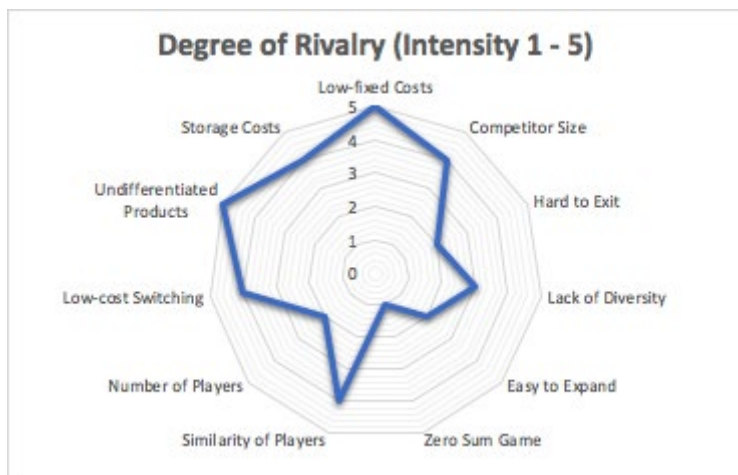 Degree of Rivalry (Intensity 1 - 5)
Low-fixed Costs
5
Storage Costs
Competitor Size
4
Undifferentiated
Products
3
Hard to Exit
2
1
0
Low-cost Switching
Lack of Diversity
Number of Players
Easy to Expand
Similarity of Players
Zero Sum Game